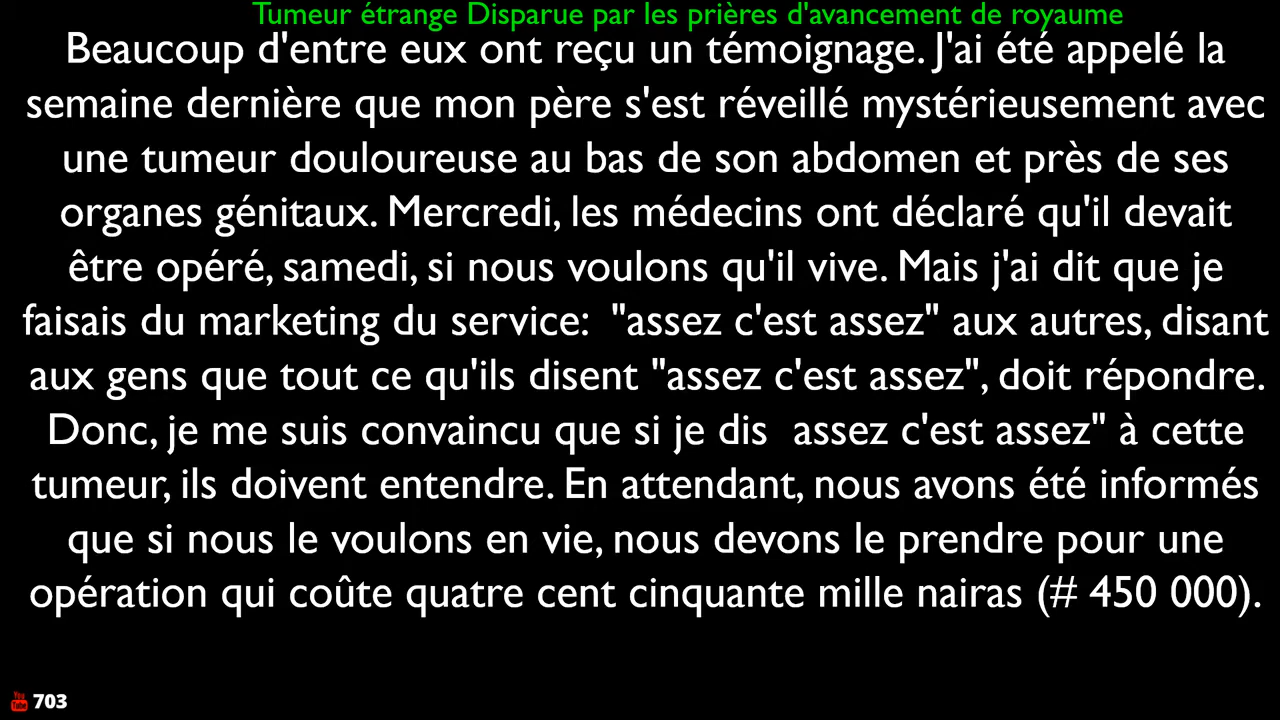 Tumeur étrange Disparue par les prières d'avancement de royaume
Beaucoup d'entre eux ont reçu un témoignage. J'ai été appelé la
semaine dernière que mon père s'est réveillé mystérieusement avec
une tumeur douloureuse au bas de son abdomen et près de ses
organes génitaux. Mercredi, les médecins ont déclaré qu'il devait
être opéré, samedi, si nous voulons qu'il vive. Mais j'ai dit que je
faisais du marketing du service:  "assez c'est assez" aux autres, disant
aux gens que tout ce qu'ils disent "assez c'est assez", doit répondre.
Donc, je me suis convaincu que si je dis  assez c'est assez" à cette
tumeur, ils doivent entendre. En attendant, nous avons été informés
que si nous le voulons en vie, nous devons le prendre pour une
opération qui coûte quatre cent cinquante mille nairas (# 450 000).
You Tube 703